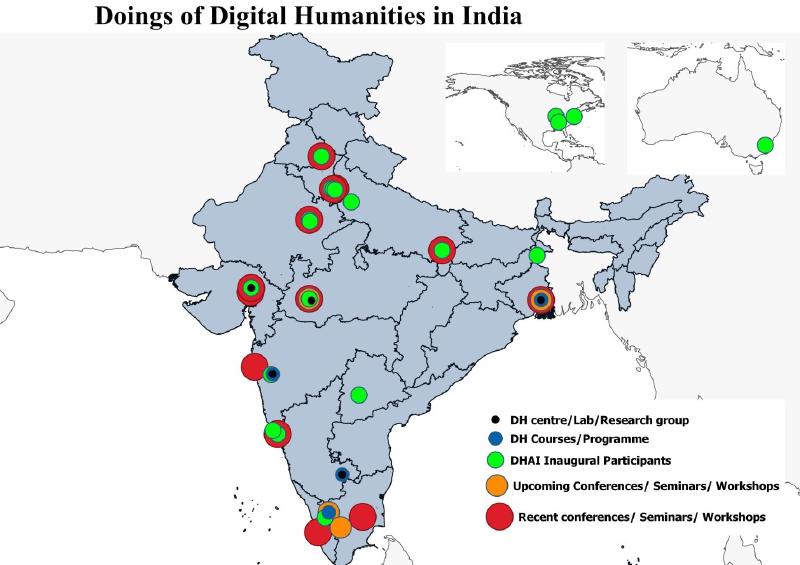 Doings of Digital Humanities in India
DH centre/Lab/Research group
DH Courses/Programme
DHAI Inaugural Participants
Upcoming Conferences/ Seminars/ Workshops
Recent conferences/ Seminars/ Workshops